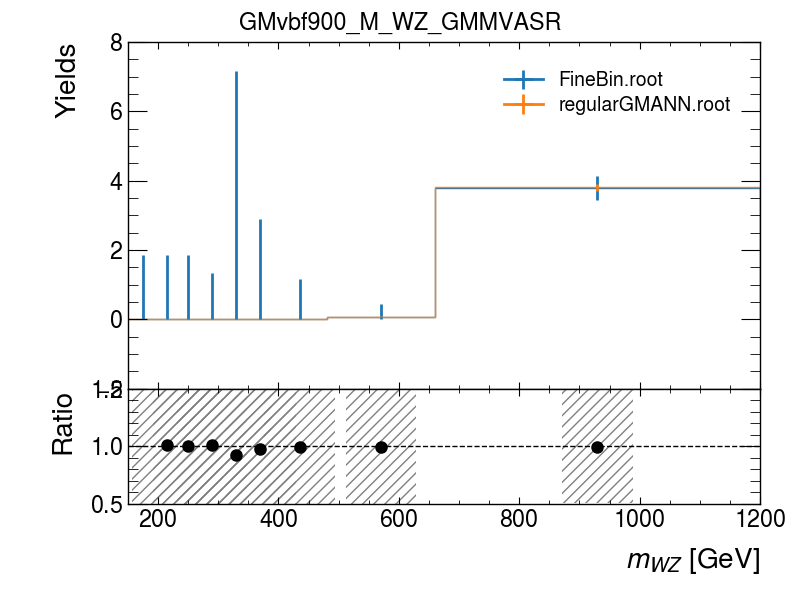 GMvbf900_M_WZ_GMMVASR
Yields
8
6
4
2
0
FineBin.root
regularGMANN.root
Ratio
1.0
0.5
200 400 600 800 1000 1200
m_{WZ} [GeV]